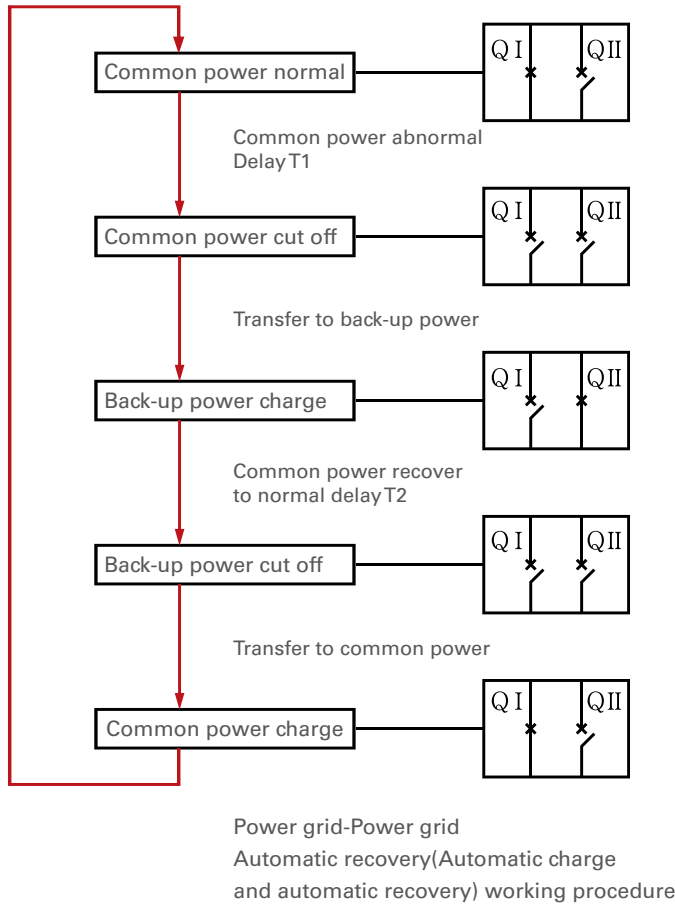 Common power normal
QI QII
Common power abnormal
Delay T1
Common power cut off
QI QII
Transfer to back-up power
Back-up power charge
QI QII
Common power recover
to normal delay T2
Back-up power cut off
QI QII
Transfer to common power
Common power charge
QI QII
Power grid-Power grid
Automatic recovery(Automatic charge
and automatic recovery) working procedure